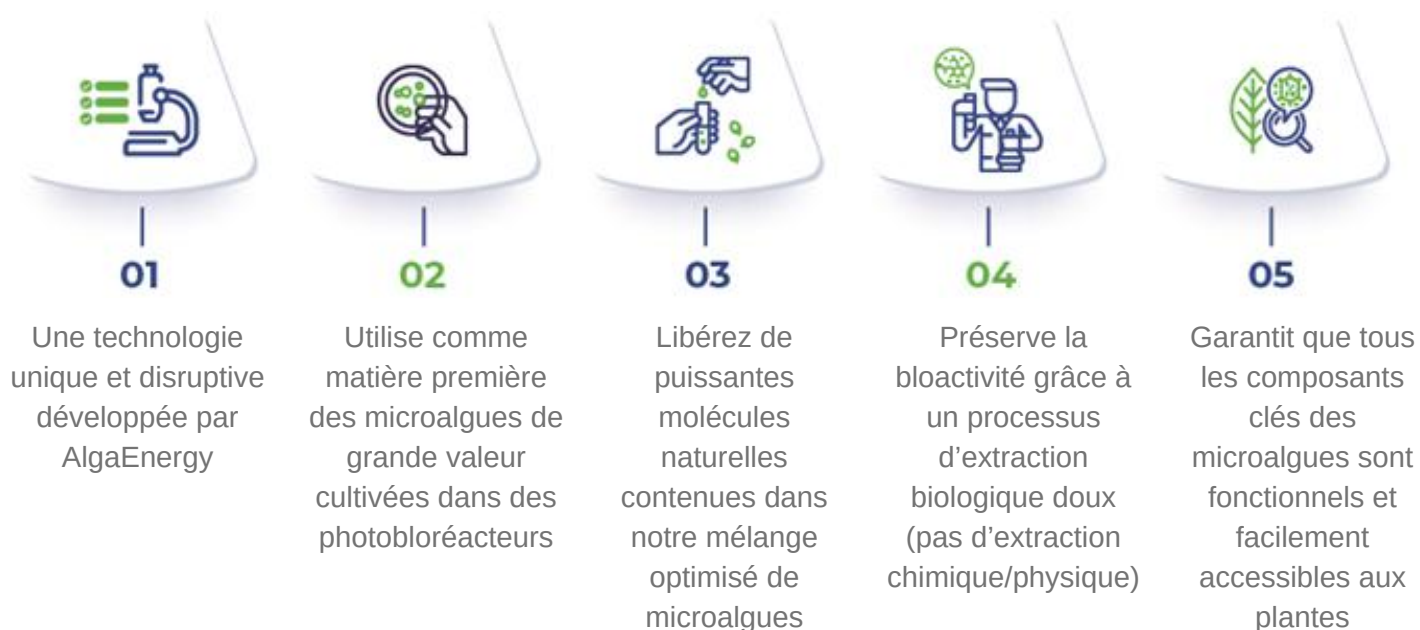 01
Une technologie
unique et disruptive
développée par
AlgaEnergy
02
Utilise comme
matière première
des microalgues de
grande valeur
cultivées dans des
photobloréacteurs
03
Libérez de
puissantes
molécules
naturelles
contenues dans
notre mélange
optimisé de
microalgues
04
Préserve la
bloactivité grâce à
un processus
d’extraction
biologique doux
(pas d’extraction
chimique/physique)
05
Garantit que tous
les composants
clés des
microalgues sont
fonctionnels et
facilement
accessibles aux
plantes